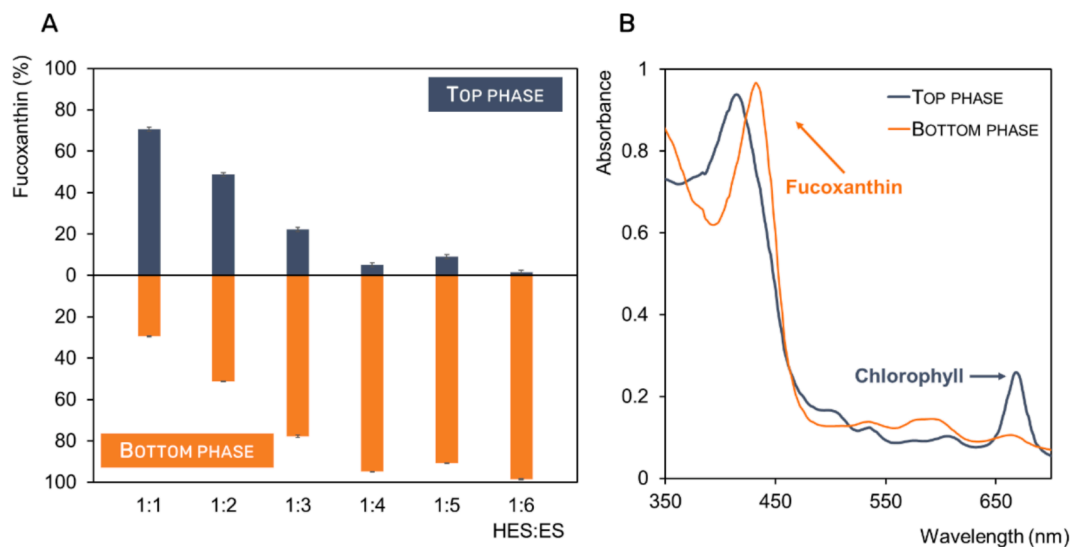 A
Fucoxanthin (%)
100
80
60
40
20
0
20
40
60
80
100
TOP PHASE
BOTTOM PHASE
1:1 1:2 1:3 1:4 1:5 1:6
HES:ES
B
Absorbance
1
0.8
0.6
0.4
0.2
0
TOP PHASE
BOTTOM PHASE
Fucoxanthin
Chlorophyll
350 450 550 650
Wavelength (nm)